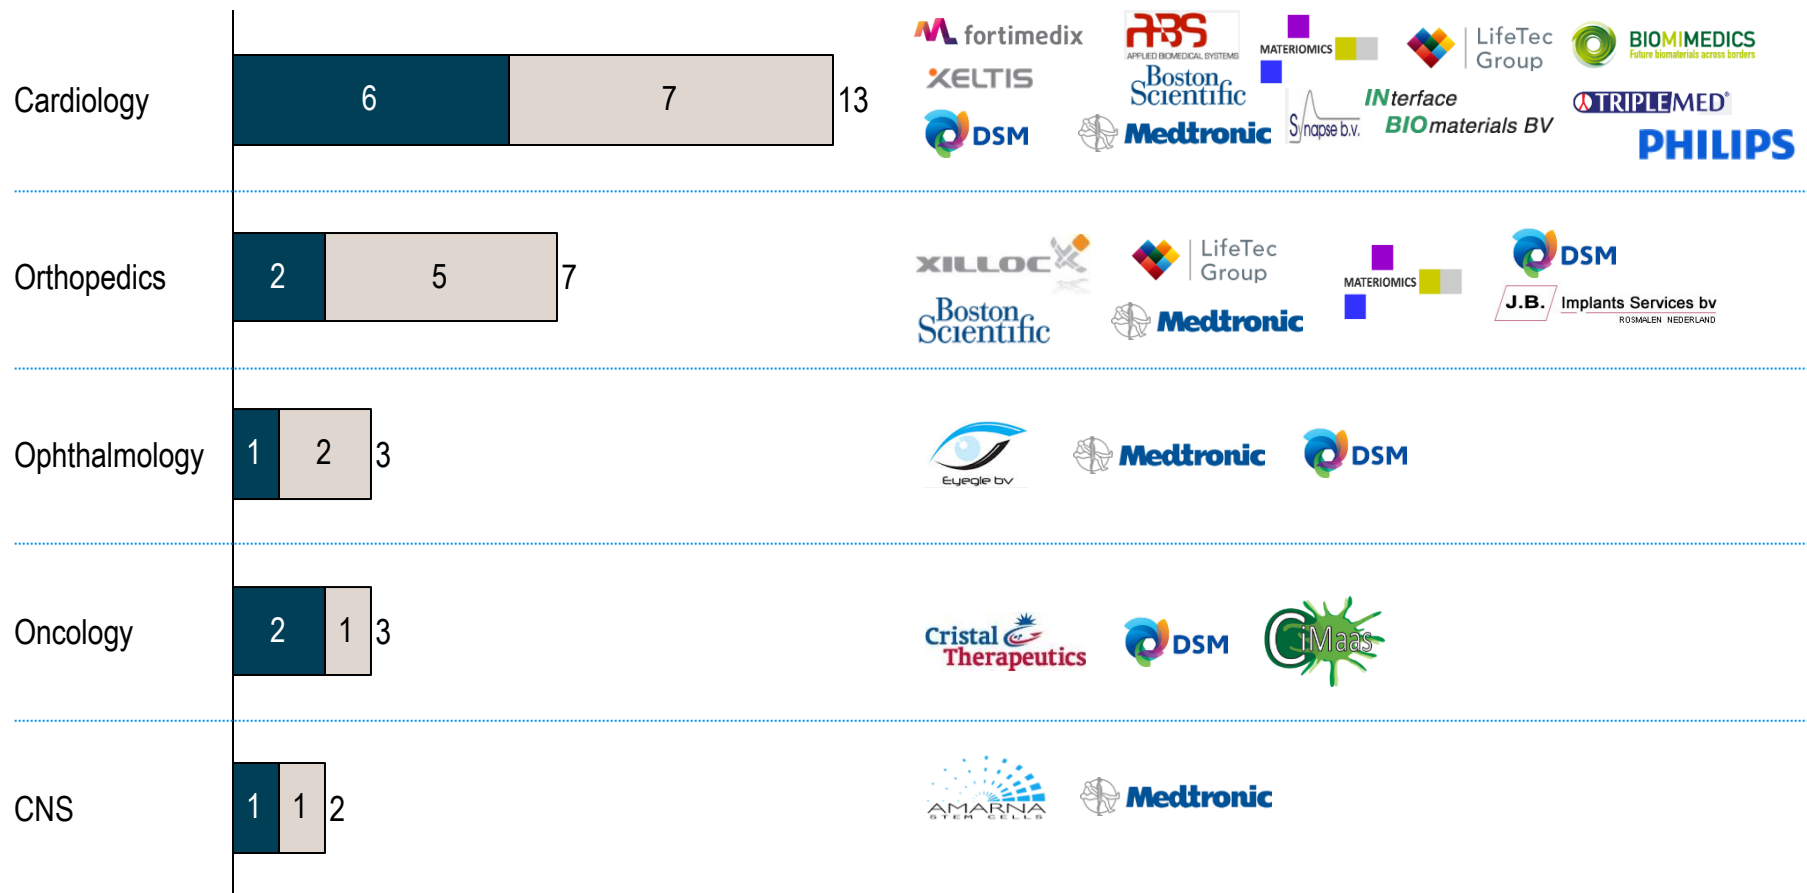 Cardiology
6
7
13
fortimedix
ABS
APPLIED BIOMEDICAL SYSTEMS
MATERIOMICS
LifeTec
Group
BIOMIMEDICS
Future biomaterials across borders
XELTIS
Boston
Scientific
DSM
Medtronic
Synapse b.v.
INterface
BIOmaterials BV
TRIPLEMED®
PHILIPS
Orthopedics
2
5
7
XILLOC
LifeTec
Group
MATERIOMICS
DSM
Boston
Scientific
Medtronic
J.B. Implants Services bv
ROSMALEN NEDERLAND
Ophthalmology
1
2
3
Eyegle bv
Medtronic
DSM
Oncology
2
1
3
Cristal
Therapeutics
DSM
CiMaas
CNS
1
1
2
AMARNA
STEM CELLS
Medtronic